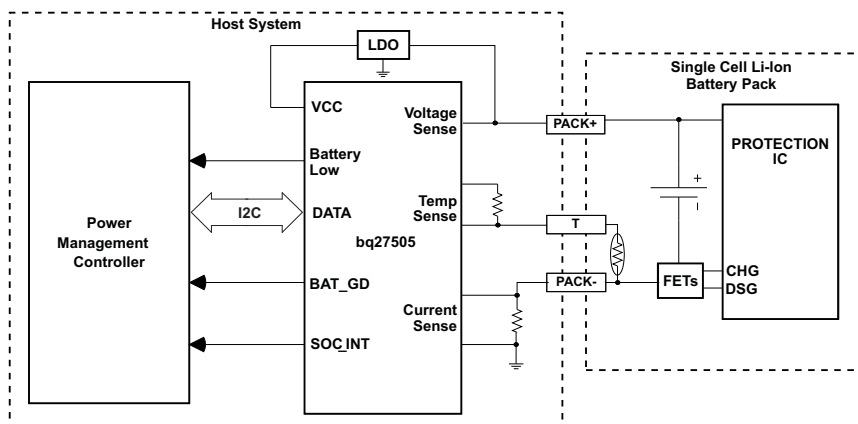 Host System
LDO
Single Cell Li-Ion
Battery Pack
VCC
Voltage
Sense
PACK+
PROTECTION
IC
Battery
Low
+
–
Temp
Sense
I2C
DATA
Power
Management
Controller
T
bq27505
BAT_GD
PACK-
FETs
CHG
DSG
Current
Sense
SOC_INT